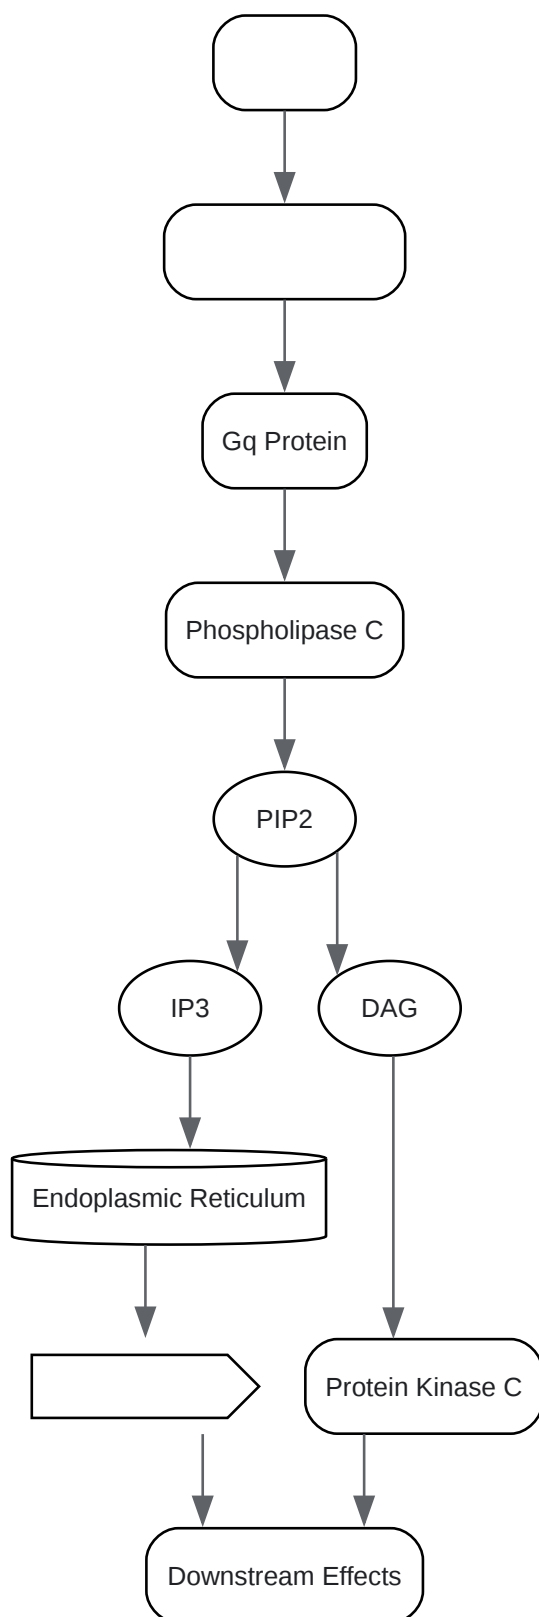 Gq Protein
Phospholipase C
PIP2
IP3
DAG
Endoplasmic Reticulum
Protein Kinase C
Downstream Effects